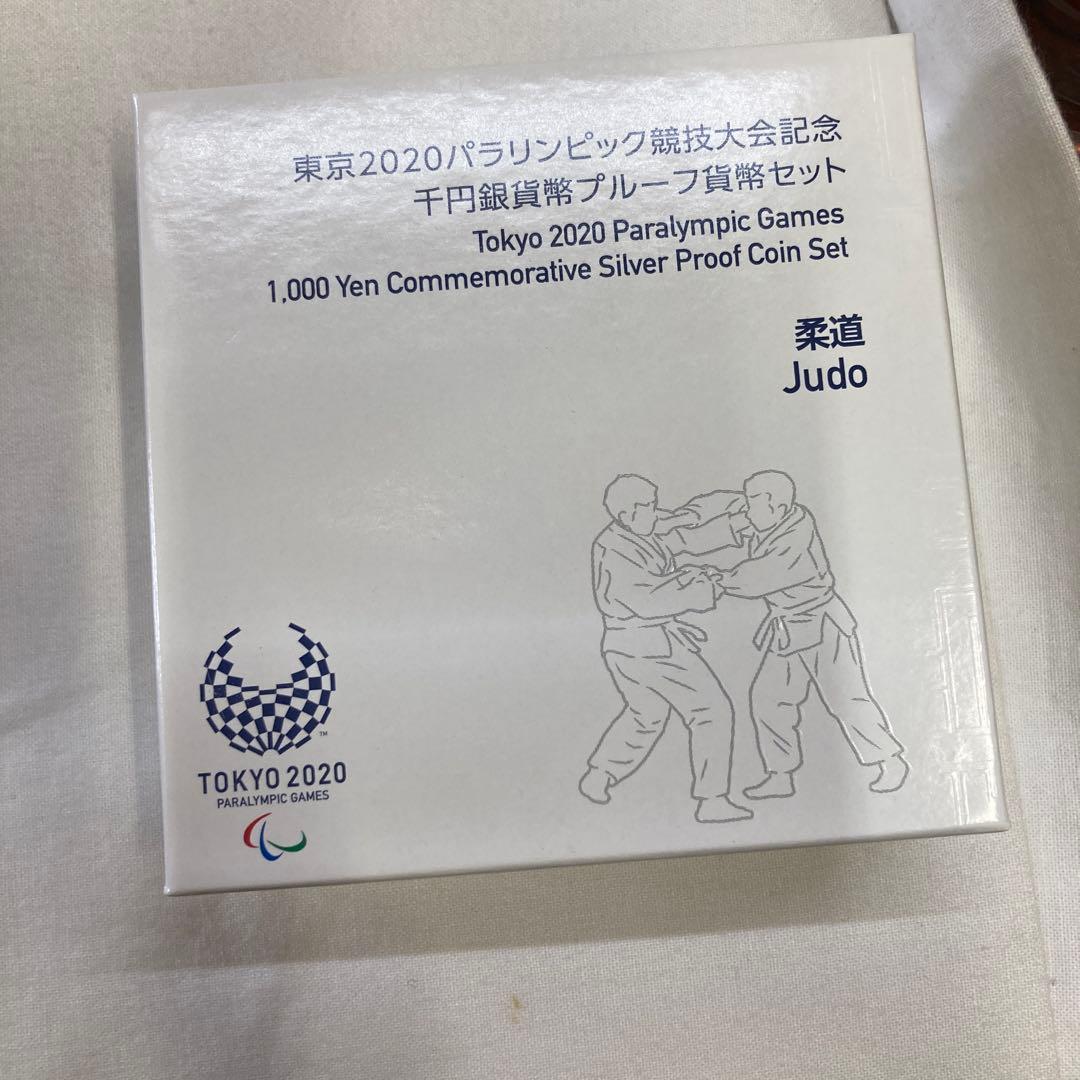 東京2020パラリンピック競技大会記念
千円銀貨幣プルーフ貨幣セット
Tokyo 2020 Paralympic Games
1,000 Yen Commemorative Silver Proof Coin Set
柔道
Judo
TM
TOKYO 2020
PARALYMPIC GAMES